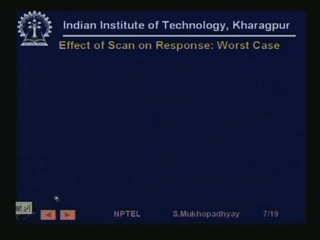 Indian Institute of Technology, Kharagpur
Effect of Scan on Response: Worst Case
NPTEL S.Mukhopadhyay 7/19